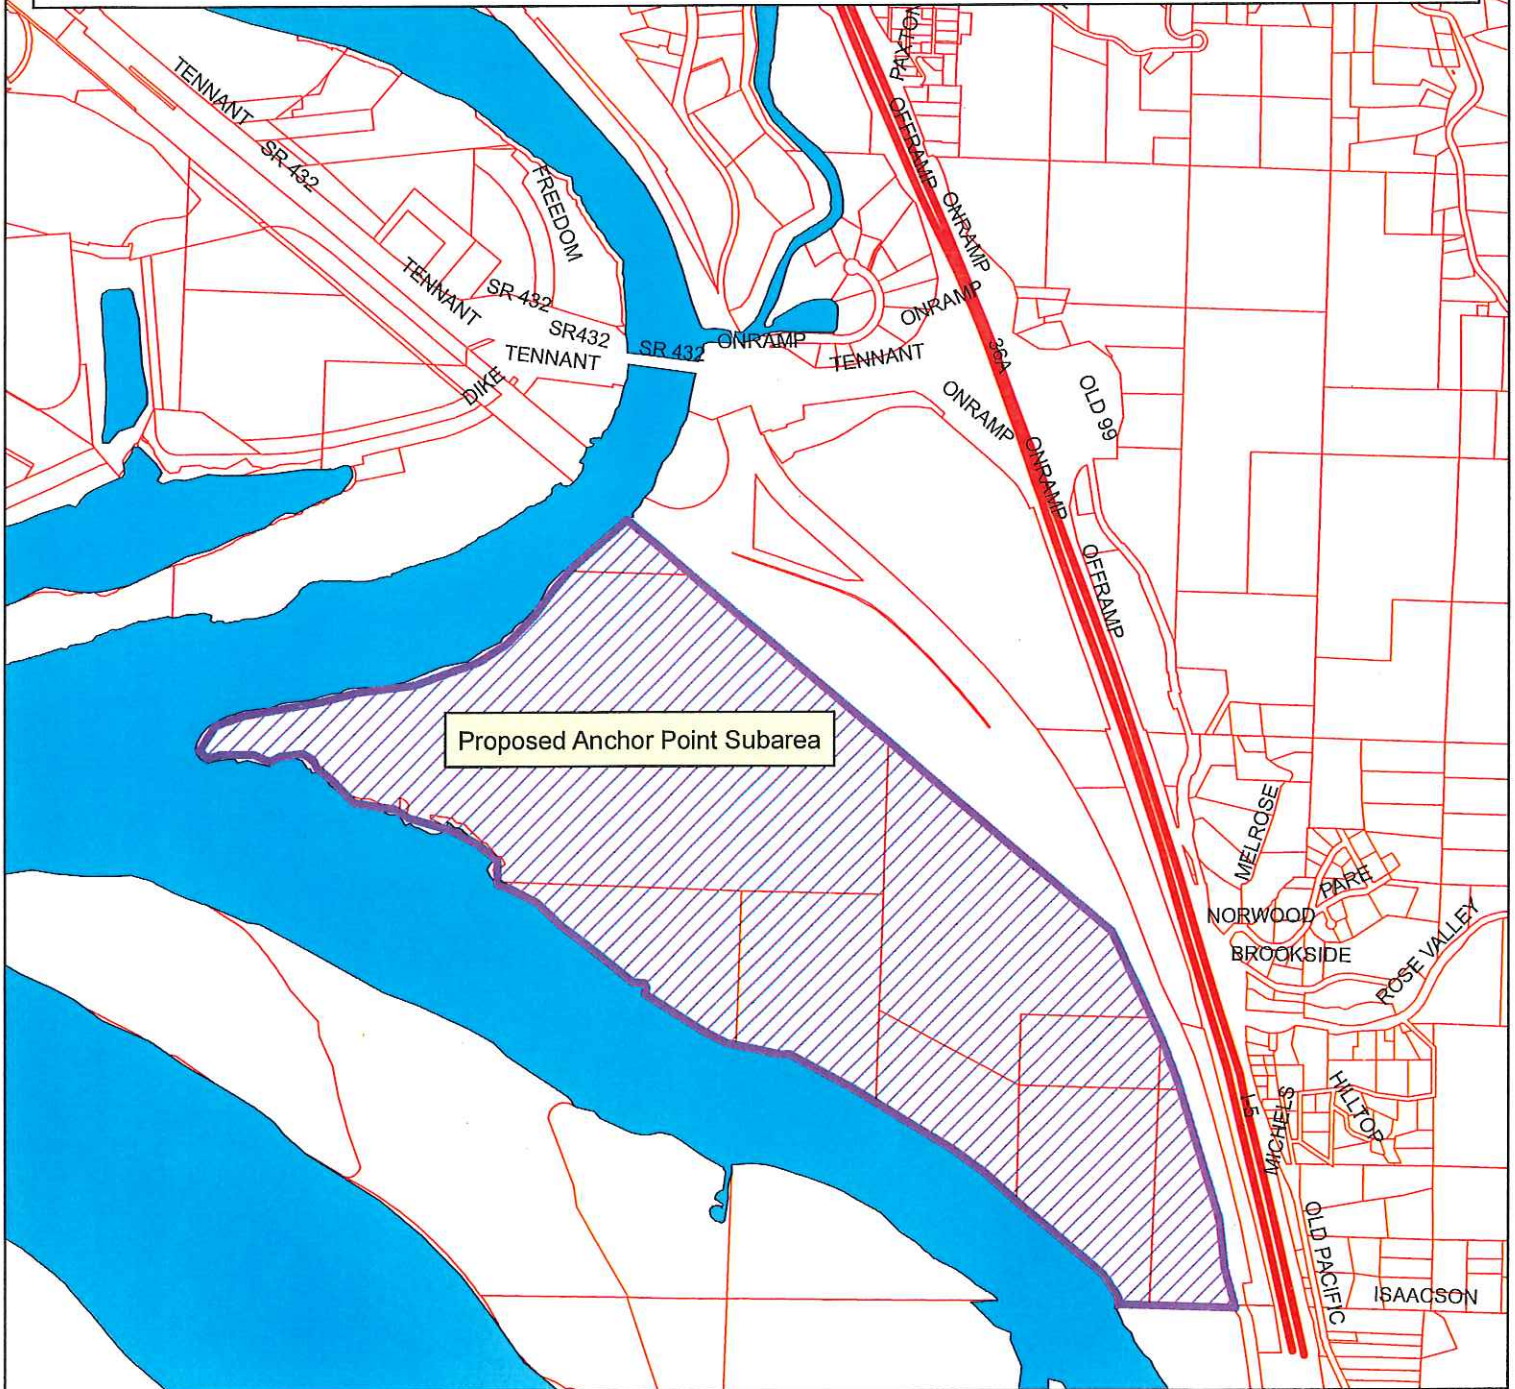 PAXTON
TENNANT
OFFRAMP
SR 432
FREEDOM
ONRAMP
TENNANT
SR 432
ONRAMP
SR432
SR 432
ONRAMP
TENNANT
TENNANT
36A
DIKE
ONRAMP
OLD 99
ONRAMP
OFFRAMP
Proposed Anchor Point Subarea
MELROSE
PARE
NORWOOD
BROOKSIDE
ROSE VALLEY
I-5
MICHELS
HILLTOP
OLD PACIFIC
ISAACSON